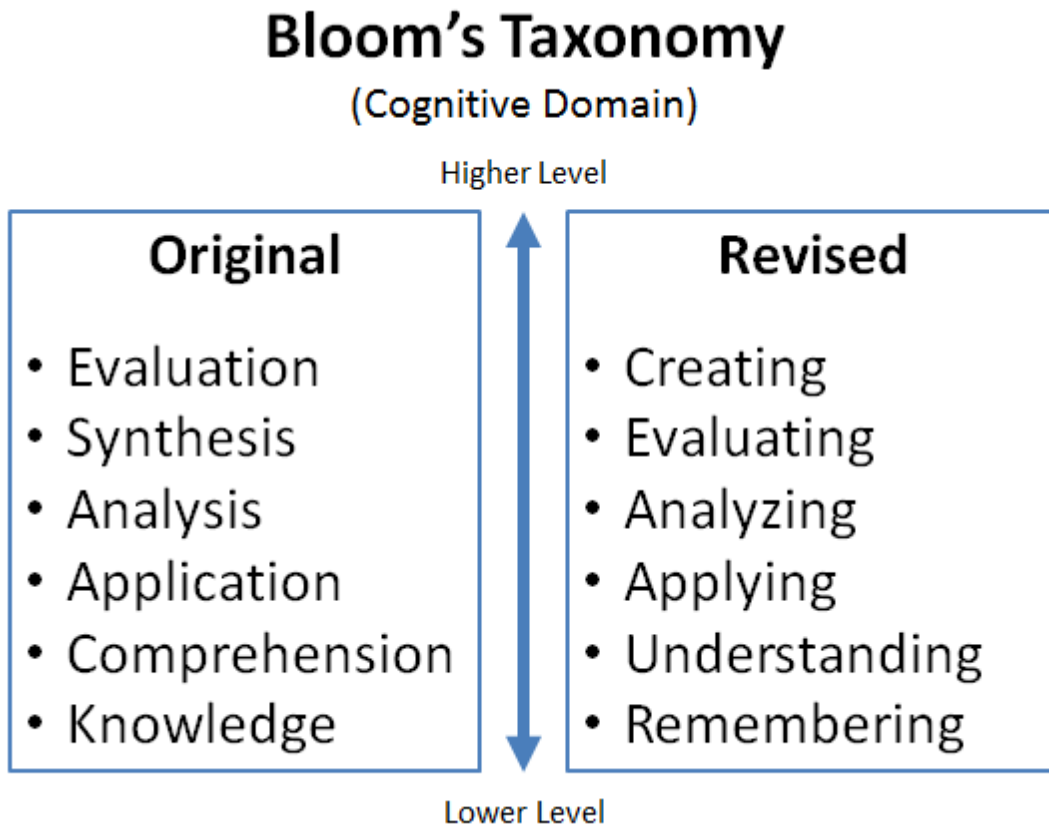 Bloom’s Taxonomy
(Cognitive Domain)
Higher Level
Original
• Evaluation
• Synthesis
• Analysis
• Application
• Comprehension
• Knowledge
Revised
• Creating
• Evaluating
• Analyzing
• Applying
• Understanding
• Remembering
Lower Level